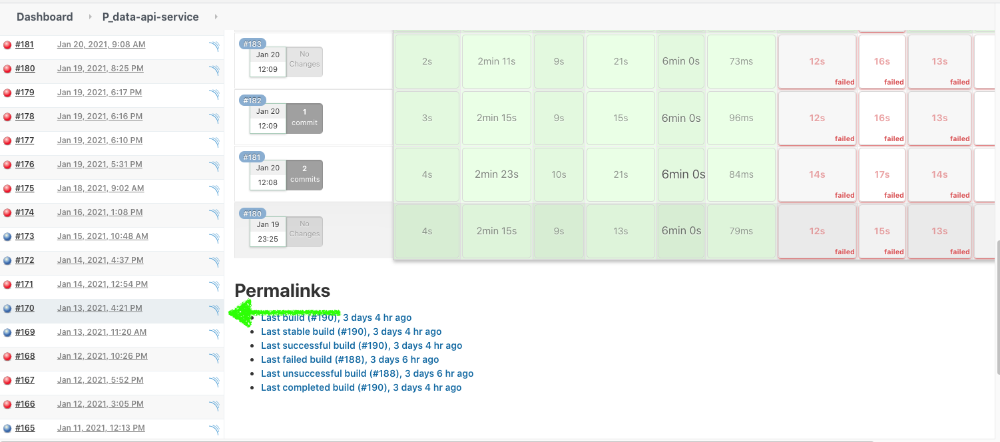 Dashboard P_data-api-service
#181 Jan 20, 2021, 9:08 AM
#180 Jan 19, 2021, 8:25 PM
#179 Jan 19, 2021, 6:17 PM
#178 Jan 19, 2021, 6:16 PM
#177 Jan 19, 2021, 6:10 PM
#176 Jan 19, 2021, 5:31 PM
#175 Jan 18, 2021, 9:02 AM
#174 Jan 16, 2021, 1:08 PM
#173 Jan 15, 2021, 10:48 AM
#172 Jan 14, 2021, 4:37 PM
#171 Jan 14, 2021, 12:54 PM
#170 Jan 13, 2021, 4:21 PM
#169 Jan 13, 2021, 11:20 AM
#168 Jan 12, 2021, 10:26 PM
#167 Jan 12, 2021, 5:52 PM
#166 Jan 12, 2021, 3:05 PM
#165 Jan 11, 2021, 12:13 PM
#183
Jan 20 No
12:09 Changes
2s 2min 11s 9s 21s 6min 0s 73ms 12s 16s 13s
failed failed failed
#182
Jan 20 1
12:09 commit
3s 2min 15s 9s 15s 6min 0s 96ms 12s 16s 13s
failed failed failed
#181
Jan 20 2
12:08 commits
4s 2min 23s 10s 21s 6min 0s 84ms 14s 17s 14s
failed failed failed
#180
Jan 19 No
23:25 Changes
4s 2min 15s 9s 13s 6min 0s 79ms 12s 15s 13s
failed failed failed
Permalinks
Last build (#190), 3 days 4 hr ago
Last stable build (#190), 3 days 4 hr ago
Last successful build (#190), 3 days 4 hr ago
Last failed build (#188), 3 days 6 hr ago
Last unsuccessful build (#188), 3 days 6 hr ago
Last completed build (#190), 3 days 4 hr ago